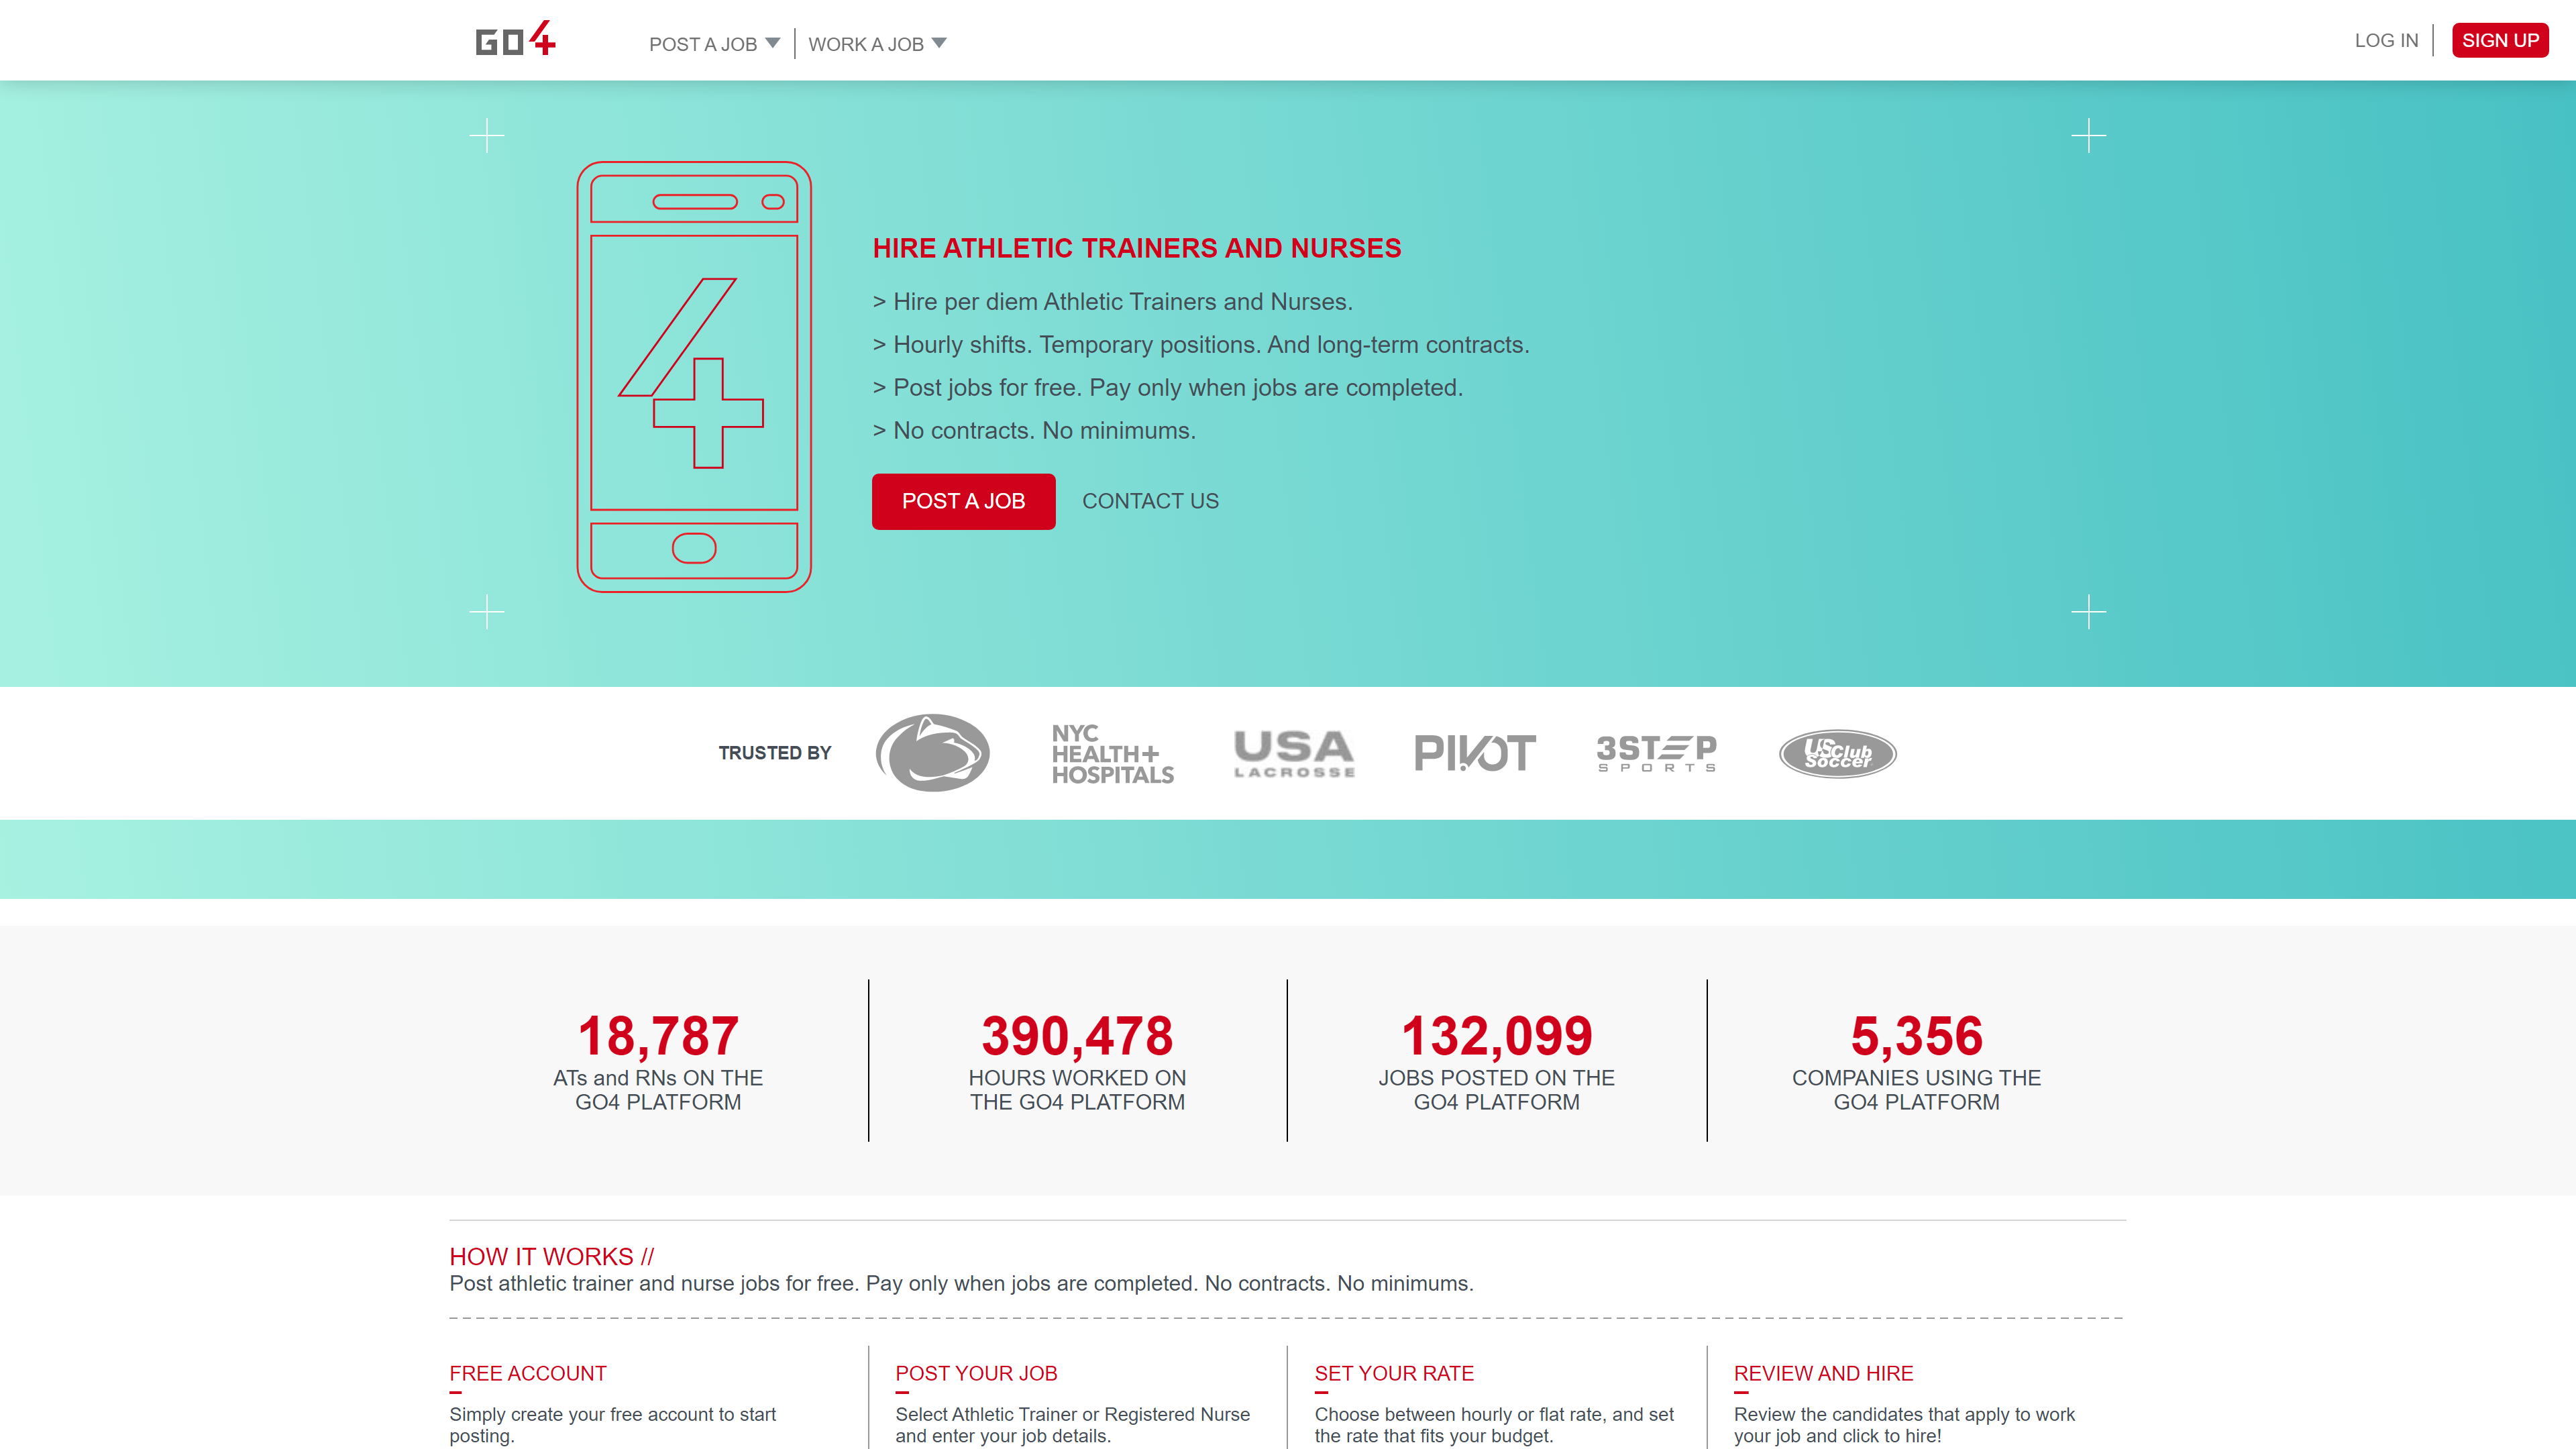 GO4
POST A JOB
WORK A JOB
LOG IN
SIGN UP
4
HIRE ATHLETIC TRAINERS AND NURSES
> Hire per diem Athletic Trainers and Nurses.
> Hourly shifts. Temporary positions. And long-term contracts.
> Post jobs for free. Pay only when jobs are completed.
> No contracts. No minimums.
POST A JOB
CONTACT US
TRUSTED BY
NYC
HEALTH+
HOSPITALS
USA
LACROSSE
PIVOT
3STEP
SPORTS
US Club
Soccer
18,787
ATs and RNs ON THE
GO4 PLATFORM
390,478
HOURS WORKED ON
THE GO4 PLATFORM
132,099
JOBS POSTED ON THE
GO4 PLATFORM
5,356
COMPANIES USING THE
GO4 PLATFORM
HOW IT WORKS //
Post athletic trainer and nurse jobs for free. Pay only when jobs are completed. No contracts. No minimums.
FREE ACCOUNT
Simply create your free account to start
posting.
POST YOUR JOB
Select Athletic Trainer or Registered Nurse
and enter your job details.
SET YOUR RATE
Choose between hourly or flat rate, and set
the rate that fits your budget.
REVIEW AND HIRE
Review the candidates that apply to work
your job and click to hire!